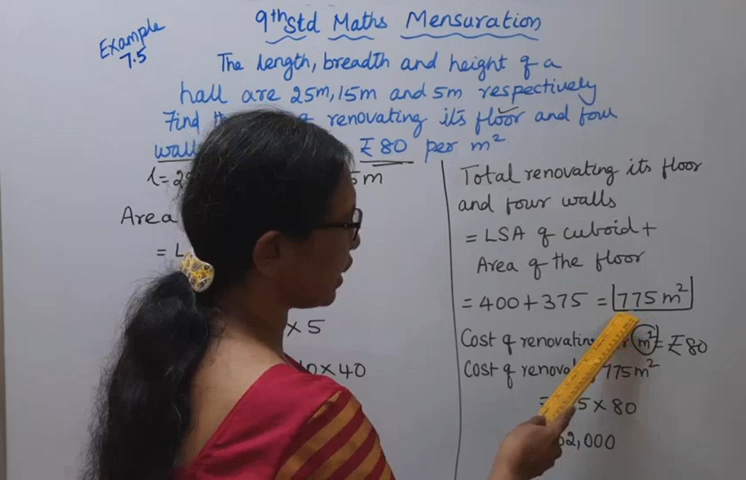 9th Std Maths Mensuration
Example
7.5
The length, breadth and height of a
hall are 25m, 15m and 5m respectively
Find renovating its floor and four
walls ₹80 per m²
l = 2 5m
Area
= L
× 5
× 40
Total renovating its floor
and four walls
= LSA of cuboid +
Area of the floor
= 400 + 375 = 775 m²
Cost of renovating m² = ₹80
Cost of renovating 775m²
= 5 × 80
2,000